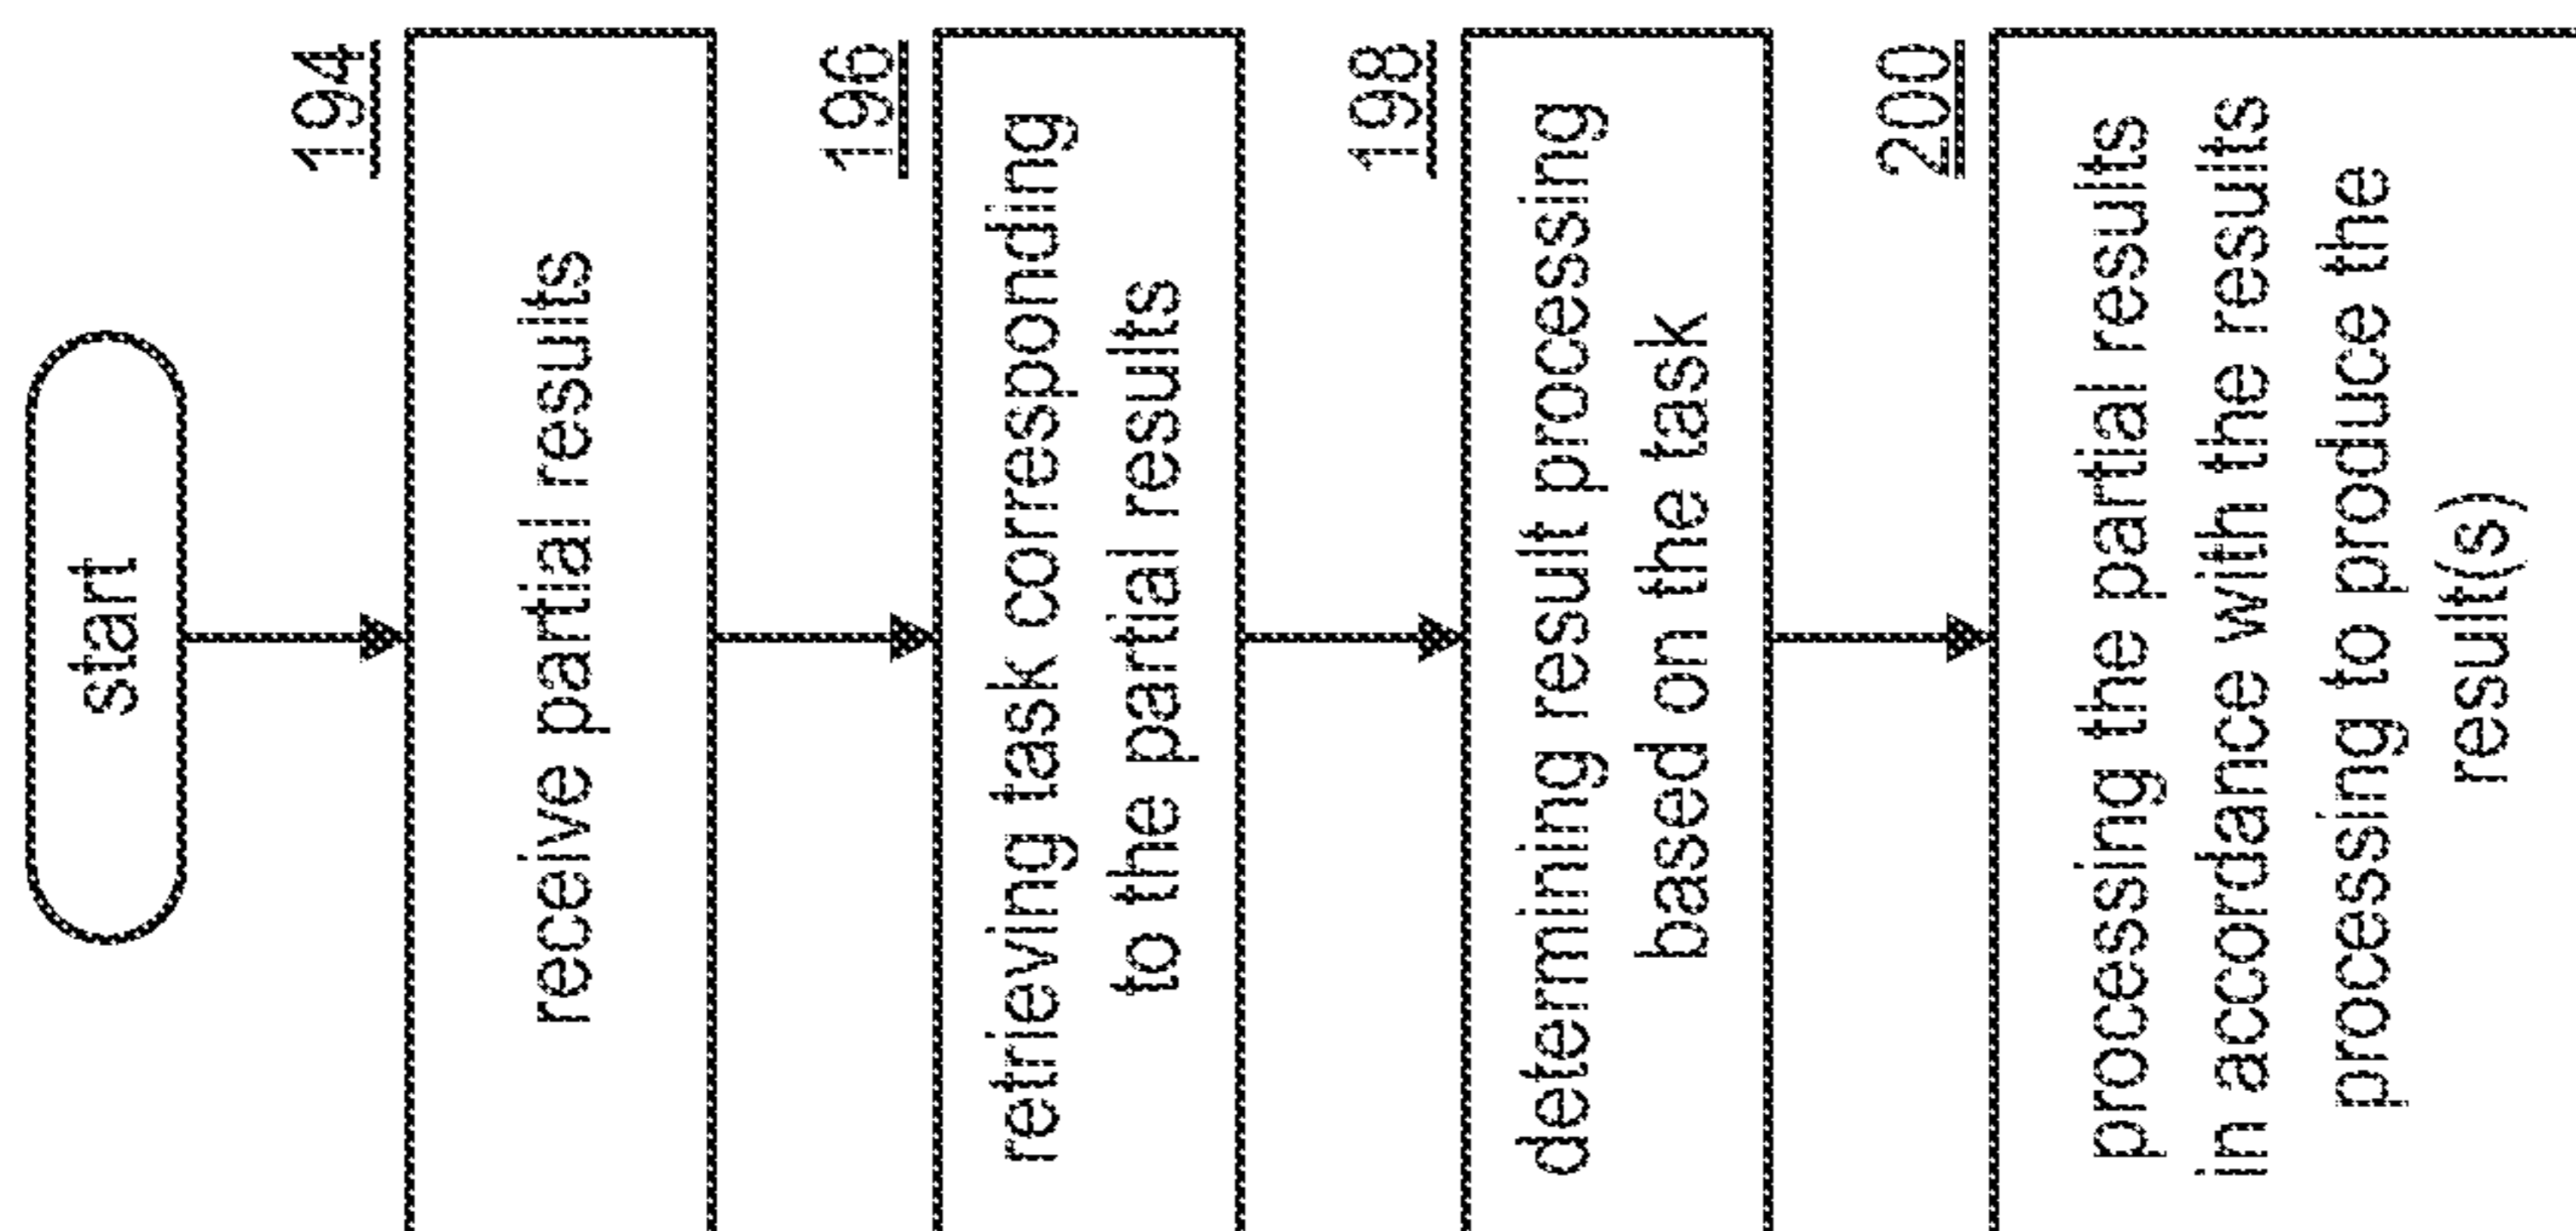 start
194
receive partial results
196
retrieving task corresponding
to the partial results
198
determining result processing
based on the task
200
processing the partial results
in accordance with the results
processing to produce the
result(s)